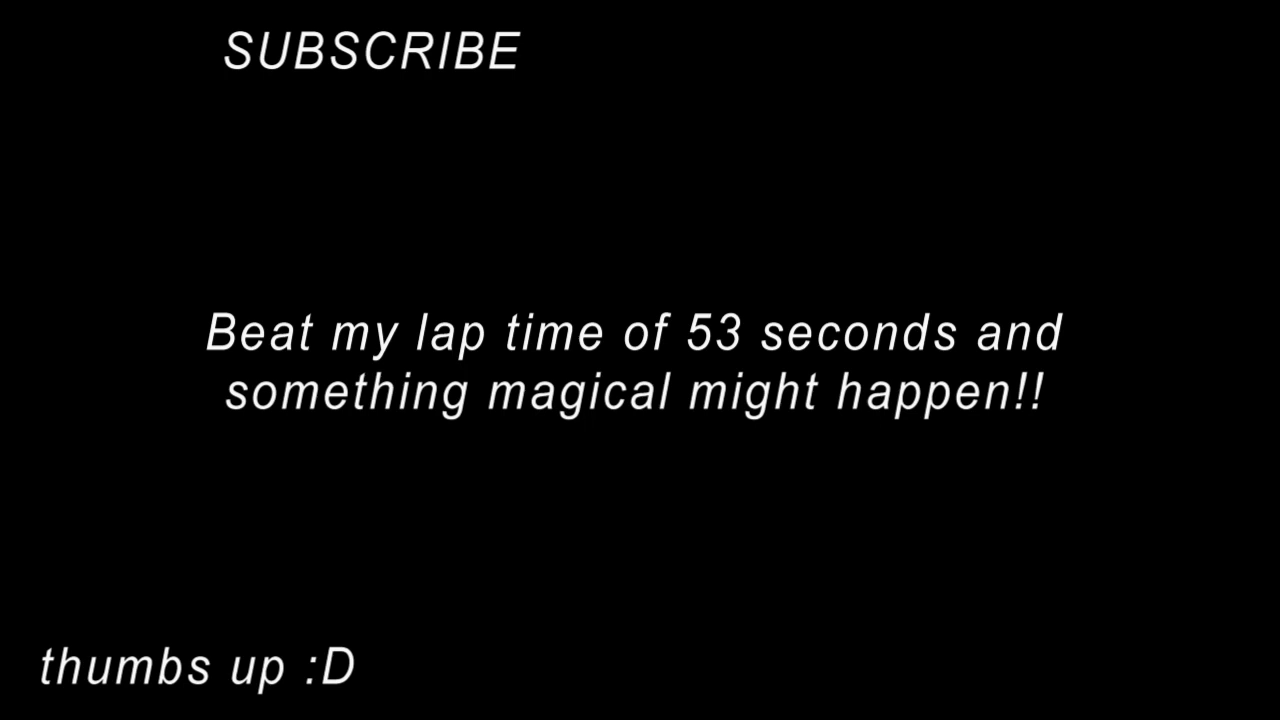 SUBSCRIBE
Beat my lap time of 53 seconds and
something magical might happen!!
thumbs up :D